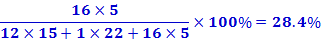 16 × 5
12 × 15 + 1 × 22 + 16 × 5 × 100% = 28.4%